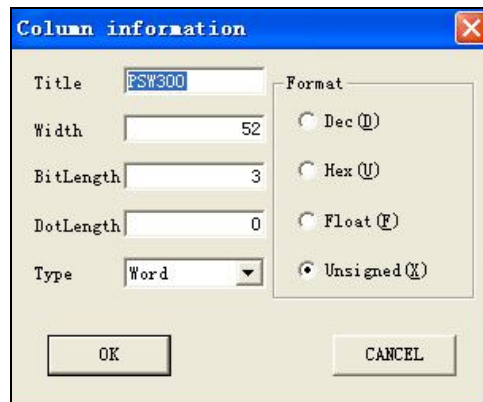 Column information
Title PSW300
Width 52
BitLength 3
DotLength 0
Type Word
Format
Dec(D)
Hex(U)
Float(F)
Unsigned(X)
OK CANCEL